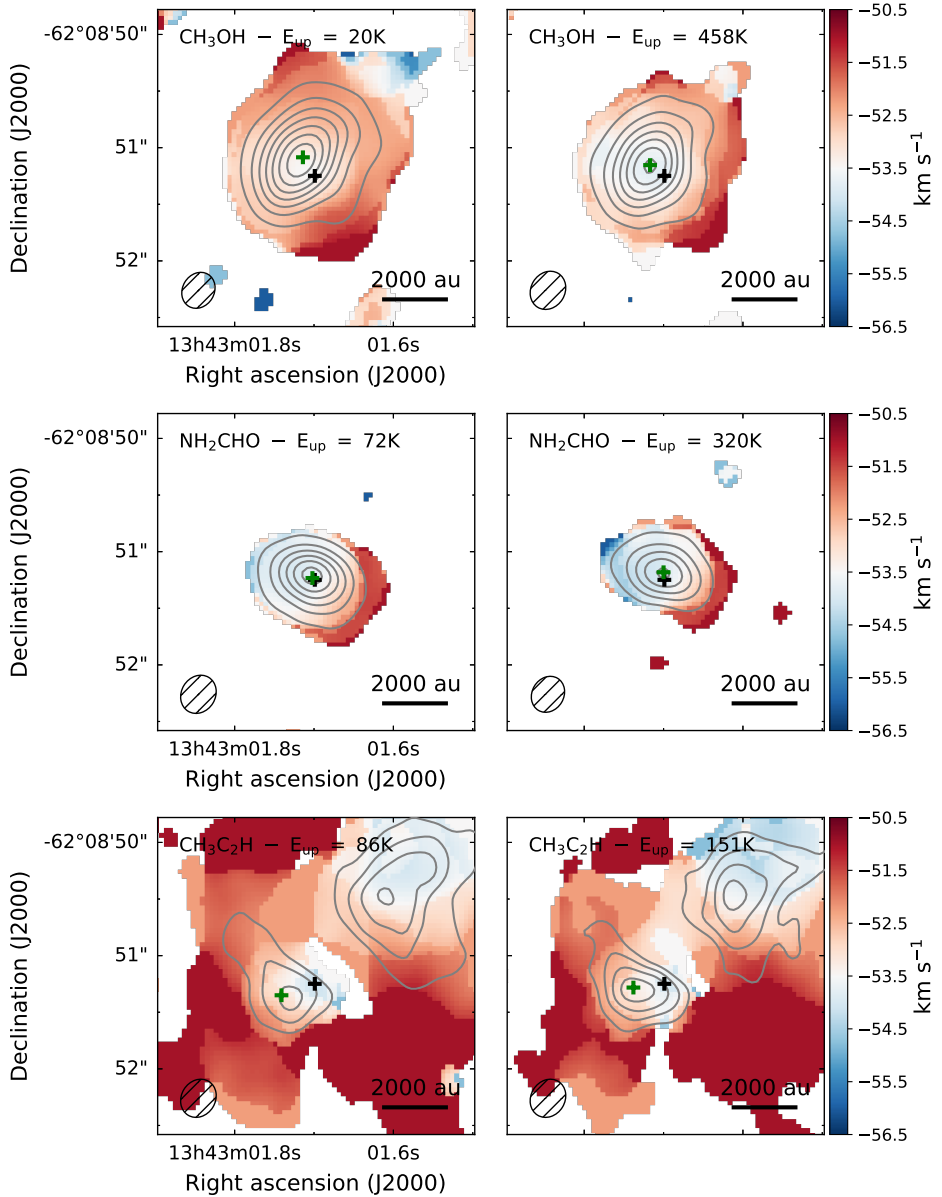 -62°08'50"
51"
52"
Declination (J2000)
CH₃OH − Eᵤₚ = 20K
2000 au
13h43m01.8s
01.6s
Right ascension (J2000)
CH₃OH − Eᵤₚ = 458K
2000 au
−50.5
−51.5
−52.5
−53.5
−54.5
−55.5
−56.5
km s⁻¹
-62°08'50"
51"
52"
Declination (J2000)
NH₂CHO − Eᵤₚ = 72K
2000 au
13h43m01.8s
01.6s
Right ascension (J2000)
NH₂CHO − Eᵤₚ = 320K
2000 au
−50.5
−51.5
−52.5
−53.5
−54.5
−55.5
−56.5
km s⁻¹
-62°08'50"
51"
52"
Declination (J2000)
CH₃C₂H − Eᵤₚ = 86K
2000 au
13h43m01.8s
01.6s
Right ascension (J2000)
CH₃C₂H − Eᵤₚ = 151K
2000 au
−50.5
−51.5
−52.5
−53.5
−54.5
−55.5
−56.5
km s⁻¹